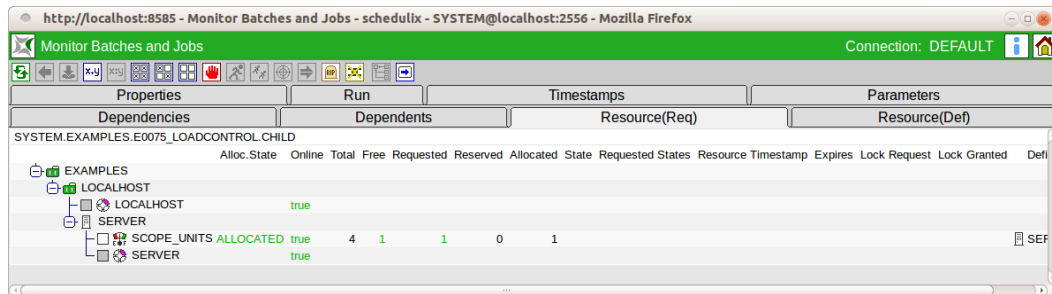 http://localhost:8585 - Monitor Batches and Jobs - schedulix - SYSTEM@localhost:2556 - Mozilla Firefox
Monitor Batches and Jobs Connection: DEFAULT
Properties Run Timestamps Parameters
Dependencies Dependents Resource(Req) Resource(Def)
SYSTEM.EXAMPLES.E0075_LOADCONTROL.CHILD
Alloc.State Online Total Free Requested Reserved Allocated State Requested States Resource Timestamp Expires Lock Request Lock Granted Defi
EXAMPLES
LOCALHOST
LOCALHOST true
SERVER
SCOPE_UNITS ALLOCATED true 4 1 1 0 1 SEF
SERVER true